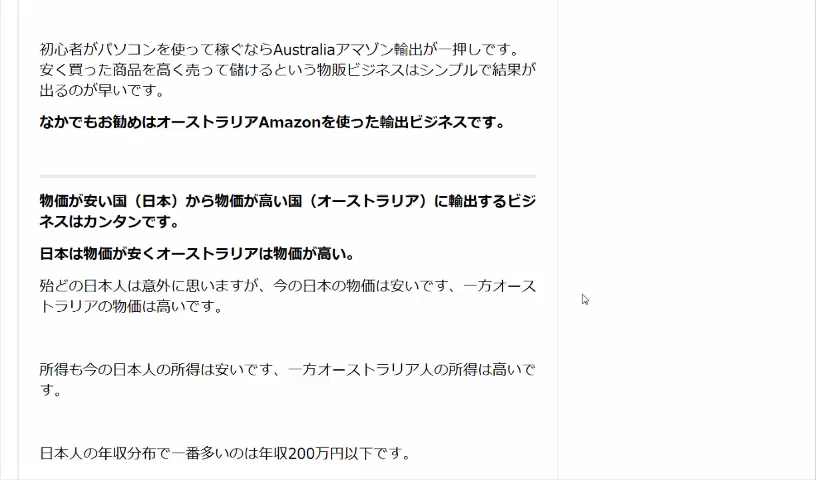 初心者がパソコンを使って稼ぐならAustraliaアマゾン輸出が一押しです。
安く買った商品を高く売って儲けるという物販ビジネスはシンプルで結果が
出るのが早いです。
なかでもお勧めはオーストラリアAmazonを使った輸出ビジネスです。
物価が安い国（日本）から物価が高い国（オーストラリア）に輸出するビジ
ネスはカンタンです。
日本は物価が安くオーストラリアは物価が高い。
殆どの日本人は意外に思いますが、今の日本の物価は安いです、一方オース
トラリアの物価は高いです。
所得も今の日本人の所得は安いです、一方オーストラリア人の所得は高いで
す。
日本人の年収分布で一番多いのは年収200万円以下です。